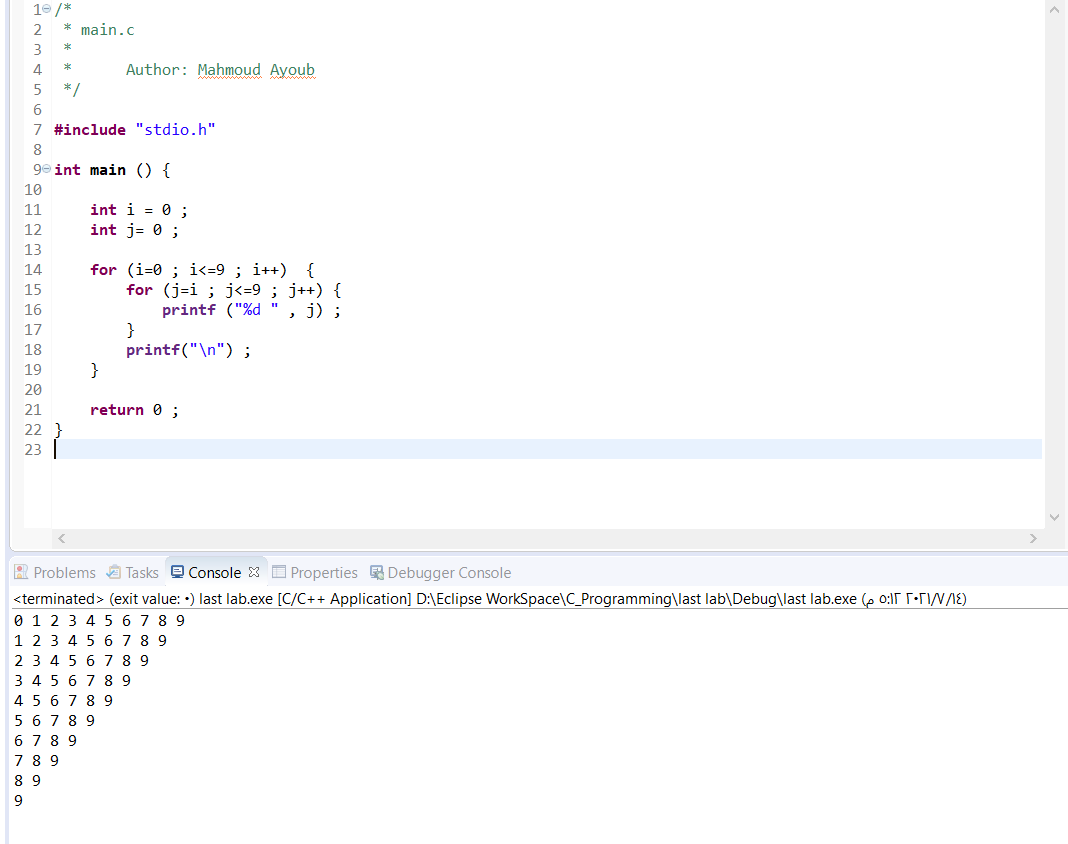 1 /*
2  * main.c
3  *
4  *      Author: Mahmoud Ayoub
5  */
6
7 #include "stdio.h"
8
9 int main () {
10
11     int i = 0 ;
12     int j= 0 ;
13
14     for (i=0 ; i<=9 ; i++)  {
15         for (j=i ; j<=9 ; j++) {
16             printf ("%d " , j) ;
17         }
18         printf("\n") ;
19     }
20
21     return 0 ;
22 }
23
Problems Tasks Console Properties Debugger Console
<terminated> (exit value: ٠) last lab.exe [C/C++ Application] D:\Eclipse WorkSpace\C_Programming\last lab\Debug\last lab.exe (١٤‏/٧‏/٢٠٢١ ٥:١٣ م)
0 1 2 3 4 5 6 7 8 9
1 2 3 4 5 6 7 8 9
2 3 4 5 6 7 8 9
3 4 5 6 7 8 9
4 5 6 7 8 9
5 6 7 8 9
6 7 8 9
7 8 9
8 9
9